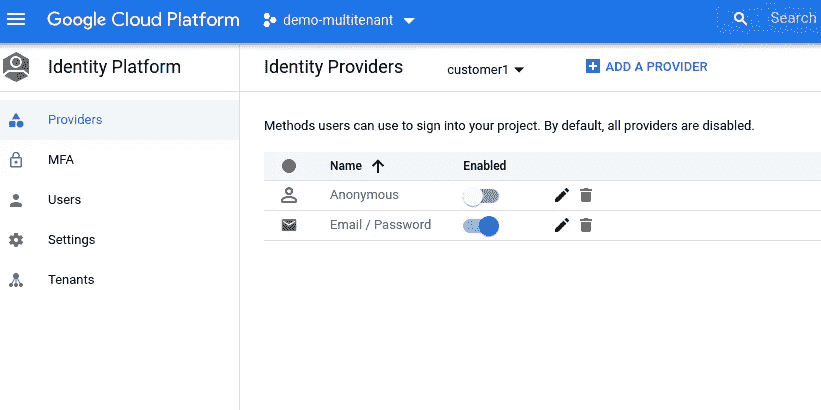 Google Cloud Platform demo-multitenant Search
Identity Platform
Identity Providers customer1 ADD A PROVIDER
Providers
MFA
Users
Settings
Tenants
Methods users can use to sign into your project. By default, all providers are disabled.
Name Enabled
Anonymous
Email / Password